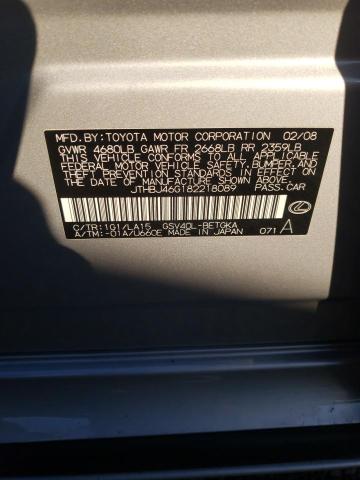 MFD.BY:TOYOTA MOTOR CORPORATION 02/08
GVWR 4680LB GAWR FR 2668LB RR 2359LB
THIS VEHICLE CONFORMS TO ALL APPLICABLE
FEDERAL MOTOR VEHICLE SAFETY, BUMPER, AND
THEFT PREVENTION STANDARDS IN EFFECT ON
THE DATE OF MANUFACTURE SHOWN ABOVE.
JTHBJ46G182218089 PASS.CAR
C/TR:1G1/LA15 GSV40L-BETGKA
A/TM:-01A/U660E MADE IN JAPAN 071 A